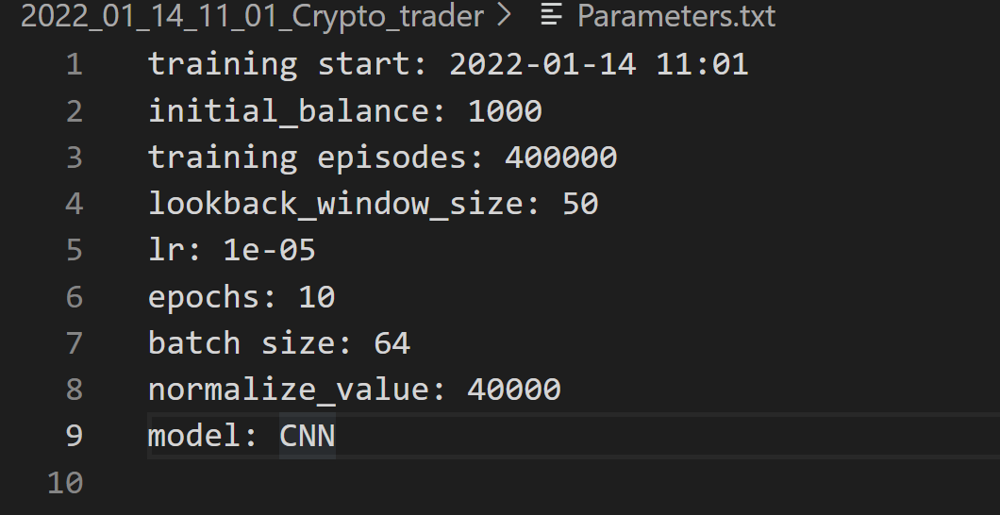 2022_01_14_11_01_Crypto_trader > Parameters.txt
1 training start: 2022-01-14 11:01
2 initial_balance: 1000
3 training episodes: 400000
4 lookback_window_size: 50
5 lr: 1e-05
6 epochs: 10
7 batch size: 64
8 normalize_value: 40000
9 model: CNN
10